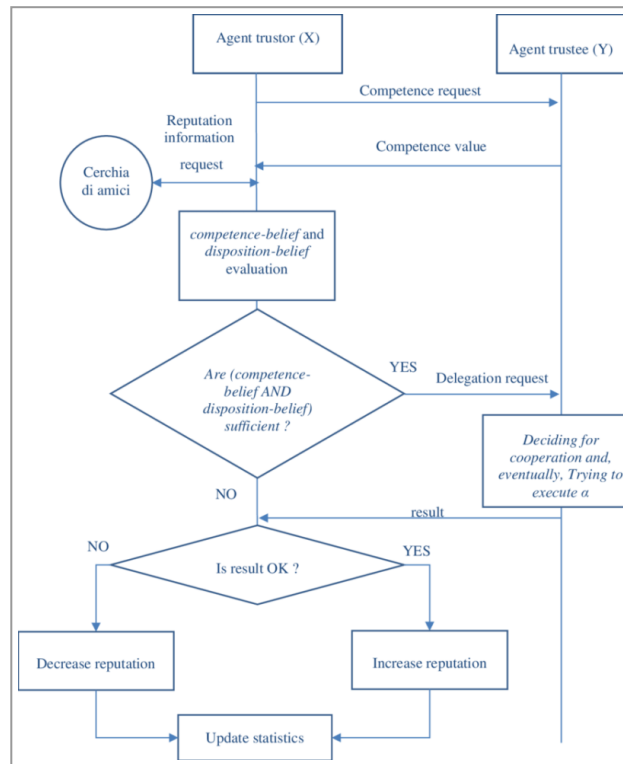 Agent trustor (X)
Agent trustee (Y)
Competence request
Reputation
information
request
Competence value
Cerchia
di amici
competence-belief and
disposition-belief
evaluation
Are (competence-
belief AND
disposition-belief)
sufficient ?
YES
Delegation request
Deciding for
cooperation and,
eventually, Trying to
execute α
NO
result
NO
Is result OK ?
YES
Decrease reputation
Increase reputation
Update statistics